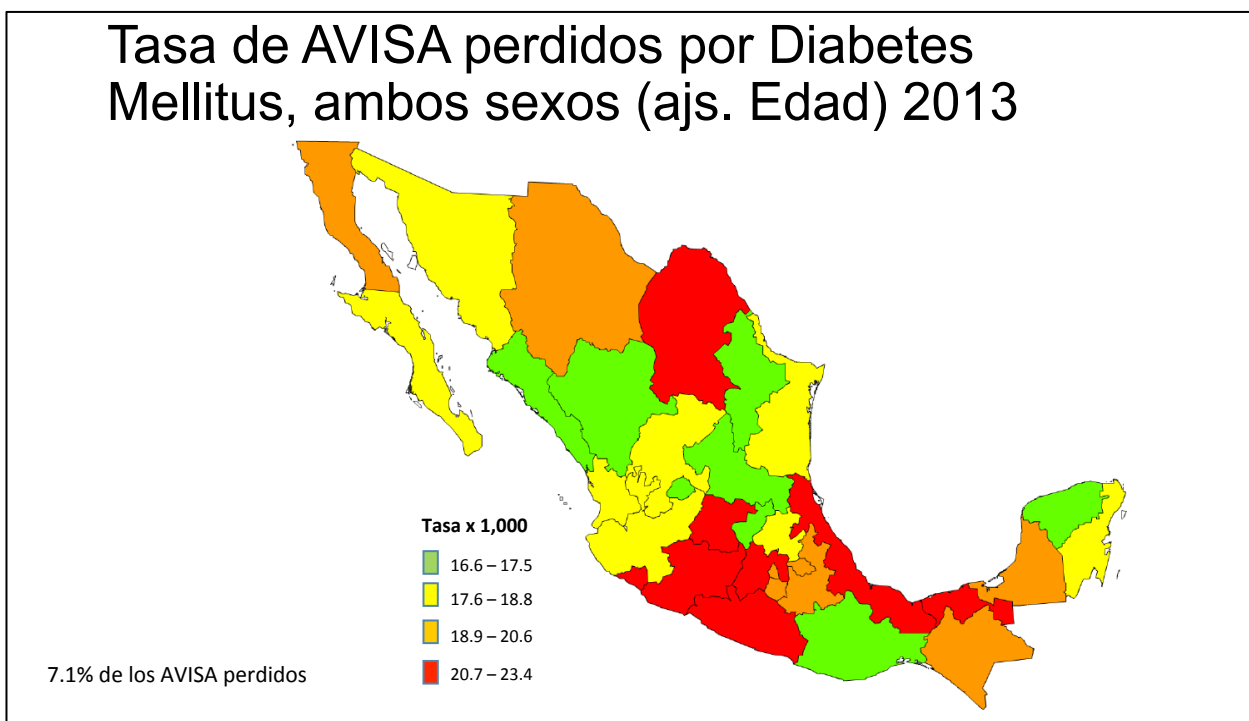 Tasa de AVISA perdidos por Diabetes
Mellitus, ambos sexos (ajs. Edad) 2013
Tasa x 1,000
16.6 – 17.5
17.6 – 18.8
18.9 – 20.6
20.7 – 23.4
7.1% de los AVISA perdidos